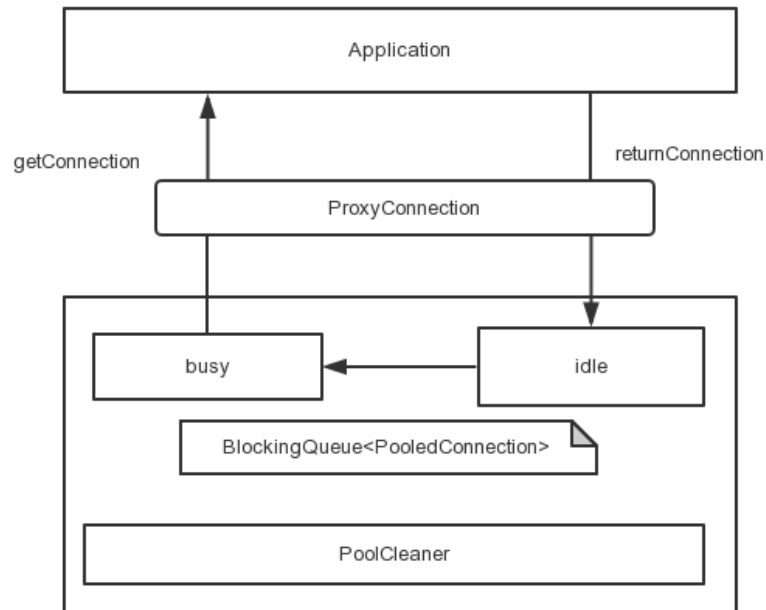 Application
getConnection
returnConnection
ProxyConnection
busy
idle
BlockingQueue<PooledConnection>
PoolCleaner